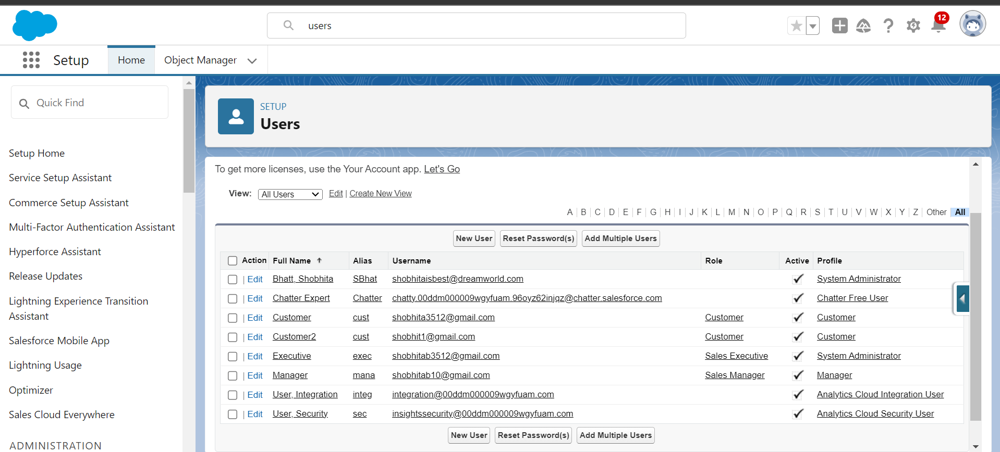 users
12
Setup
Home
Object Manager
Quick Find
Setup Home
Service Setup Assistant
Commerce Setup Assistant
Multi-Factor Authentication Assistant
Hyperforce Assistant
Release Updates
Lightning Experience Transition
Assistant
Salesforce Mobile App
Lightning Usage
Optimizer
Sales Cloud Everywhere
ADMINISTRATION
SETUP
Users
To get more licenses, use the Your Account app. Let's Go
View: All Users Edit | Create New View
A | B | C | D | E | F | G | H | I | J | K | L | M | N | O | P | Q | R | S | T | U | V | W | X | Y | Z | Other | All
New User Reset Password(s) Add Multiple Users
Action Full Name ↑ Alias Username Role Active Profile
| Edit Bhatt, Shobhita SBhat shobhitaisbest@dreamworld.com System Administrator
| Edit Chatter Expert Chatter chatty.00ddm000009wgyfuam.96oyz62injqz@chatter.salesforce.com Chatter Free User
| Edit Customer cust shobhita3512@gmail.com Customer Customer
| Edit Customer2 cust shobhit1@gmail.com Customer Customer
| Edit Executive exec shobhitab3512@gmail.com Sales Executive System Administrator
| Edit Manager mana shobhitab10@gmail.com Sales Manager Manager
| Edit User, Integration integ integration@00ddm000009wgyfuam.com Analytics Cloud Integration User
| Edit User, Security sec insightssecurity@00ddm000009wgyfuam.com Analytics Cloud Security User
New User Reset Password(s) Add Multiple Users